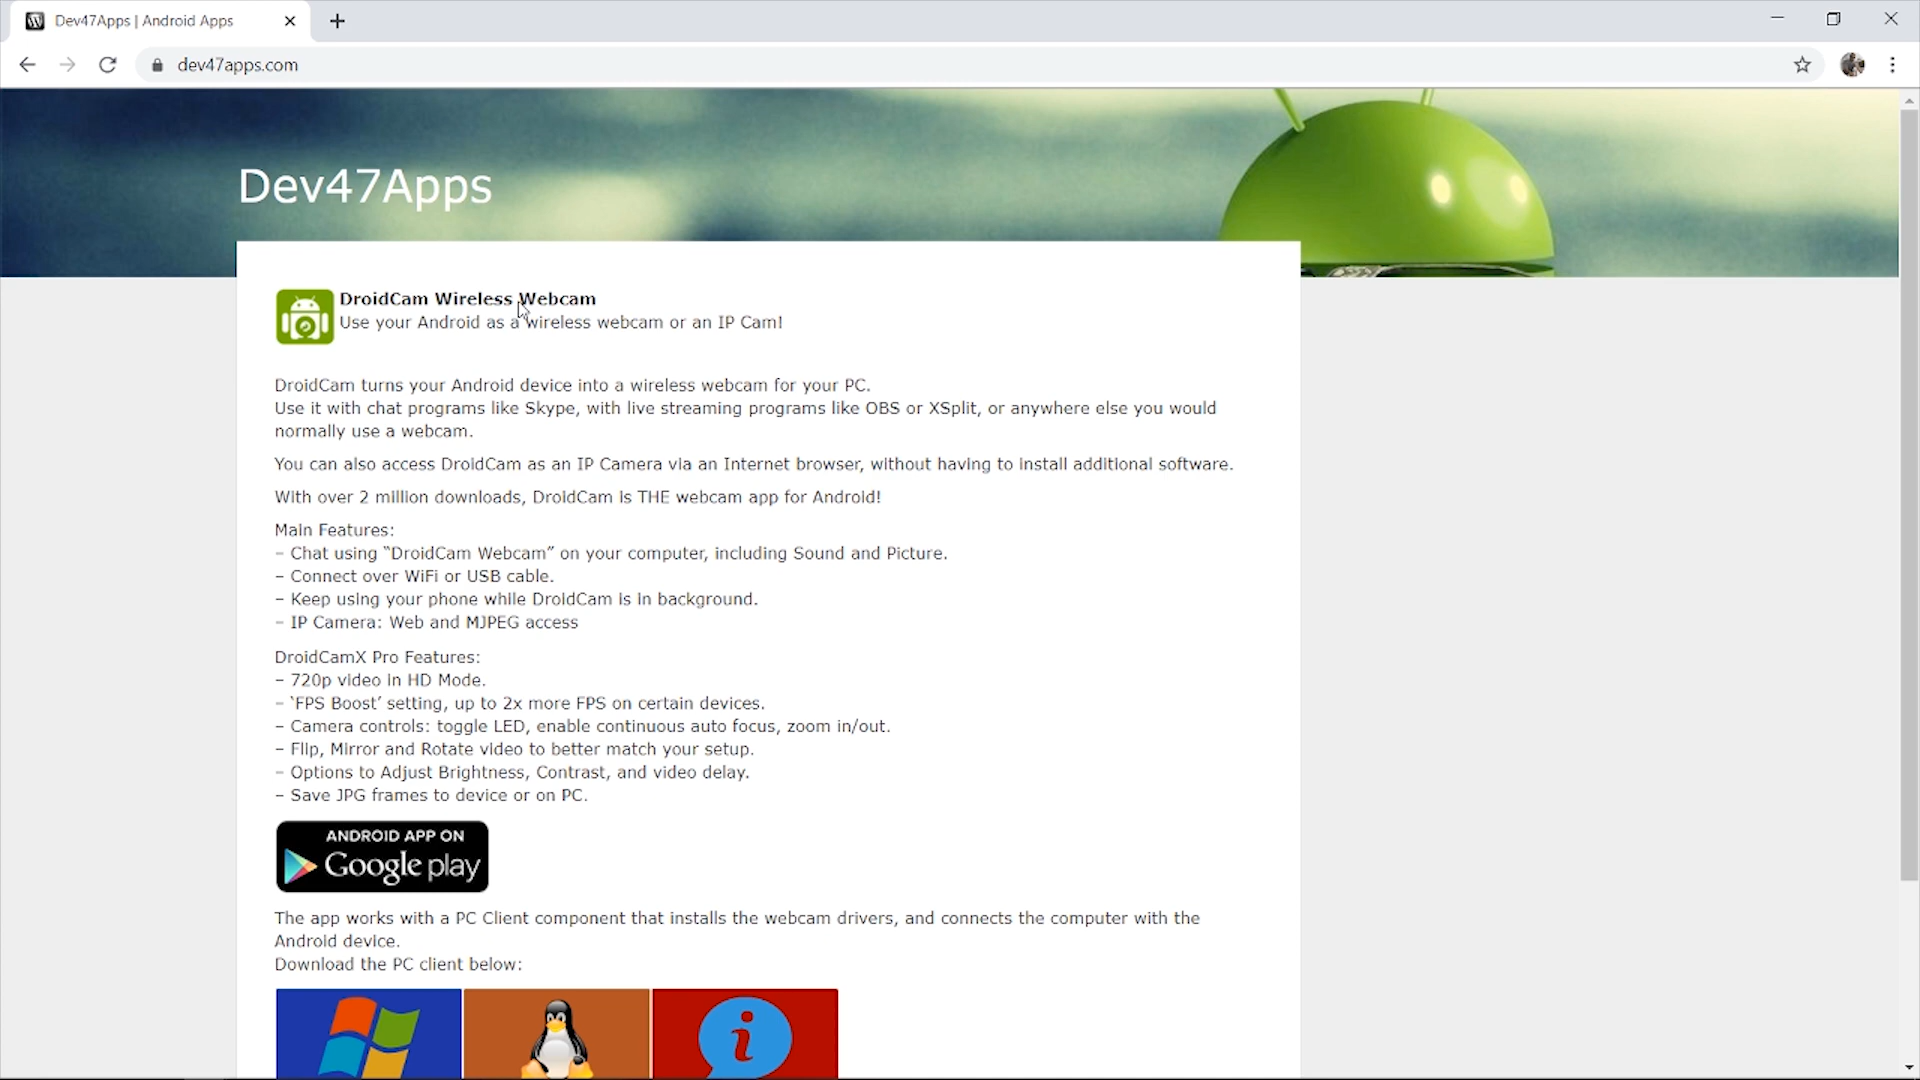 Dev47Apps | Android Apps
dev47apps.com
Dev47Apps
DroidCam Wireless Webcam
Use your Android as a wireless webcam or an IP Cam!
DroidCam turns your Android device into a wireless webcam for your PC.
Use it with chat programs like Skype, with live streaming programs like OBS or XSplit, or anywhere else you would
normally use a webcam.
You can also access DroidCam as an IP Camera via an Internet browser, without having to install additional software.
With over 2 million downloads, DroidCam is THE webcam app for Android!
Main Features:
– Chat using “DroidCam Webcam” on your computer, including Sound and Picture.
– Connect over WiFi or USB cable.
– Keep using your phone while DroidCam is in background.
– IP Camera: Web and MJPEG access
DroidCamX Pro Features:
– 720p video in HD Mode.
– ‘FPS Boost’ setting, up to 2x more FPS on certain devices.
– Camera controls: toggle LED, enable continuous auto focus, zoom in/out.
– Flip, Mirror and Rotate video to better match your setup.
– Options to Adjust Brightness, Contrast, and video delay.
– Save JPG frames to device or on PC.
ANDROID APP ON
Google play
The app works with a PC Client component that installs the webcam drivers, and connects the computer with the
Android device.
Download the PC client below:
i